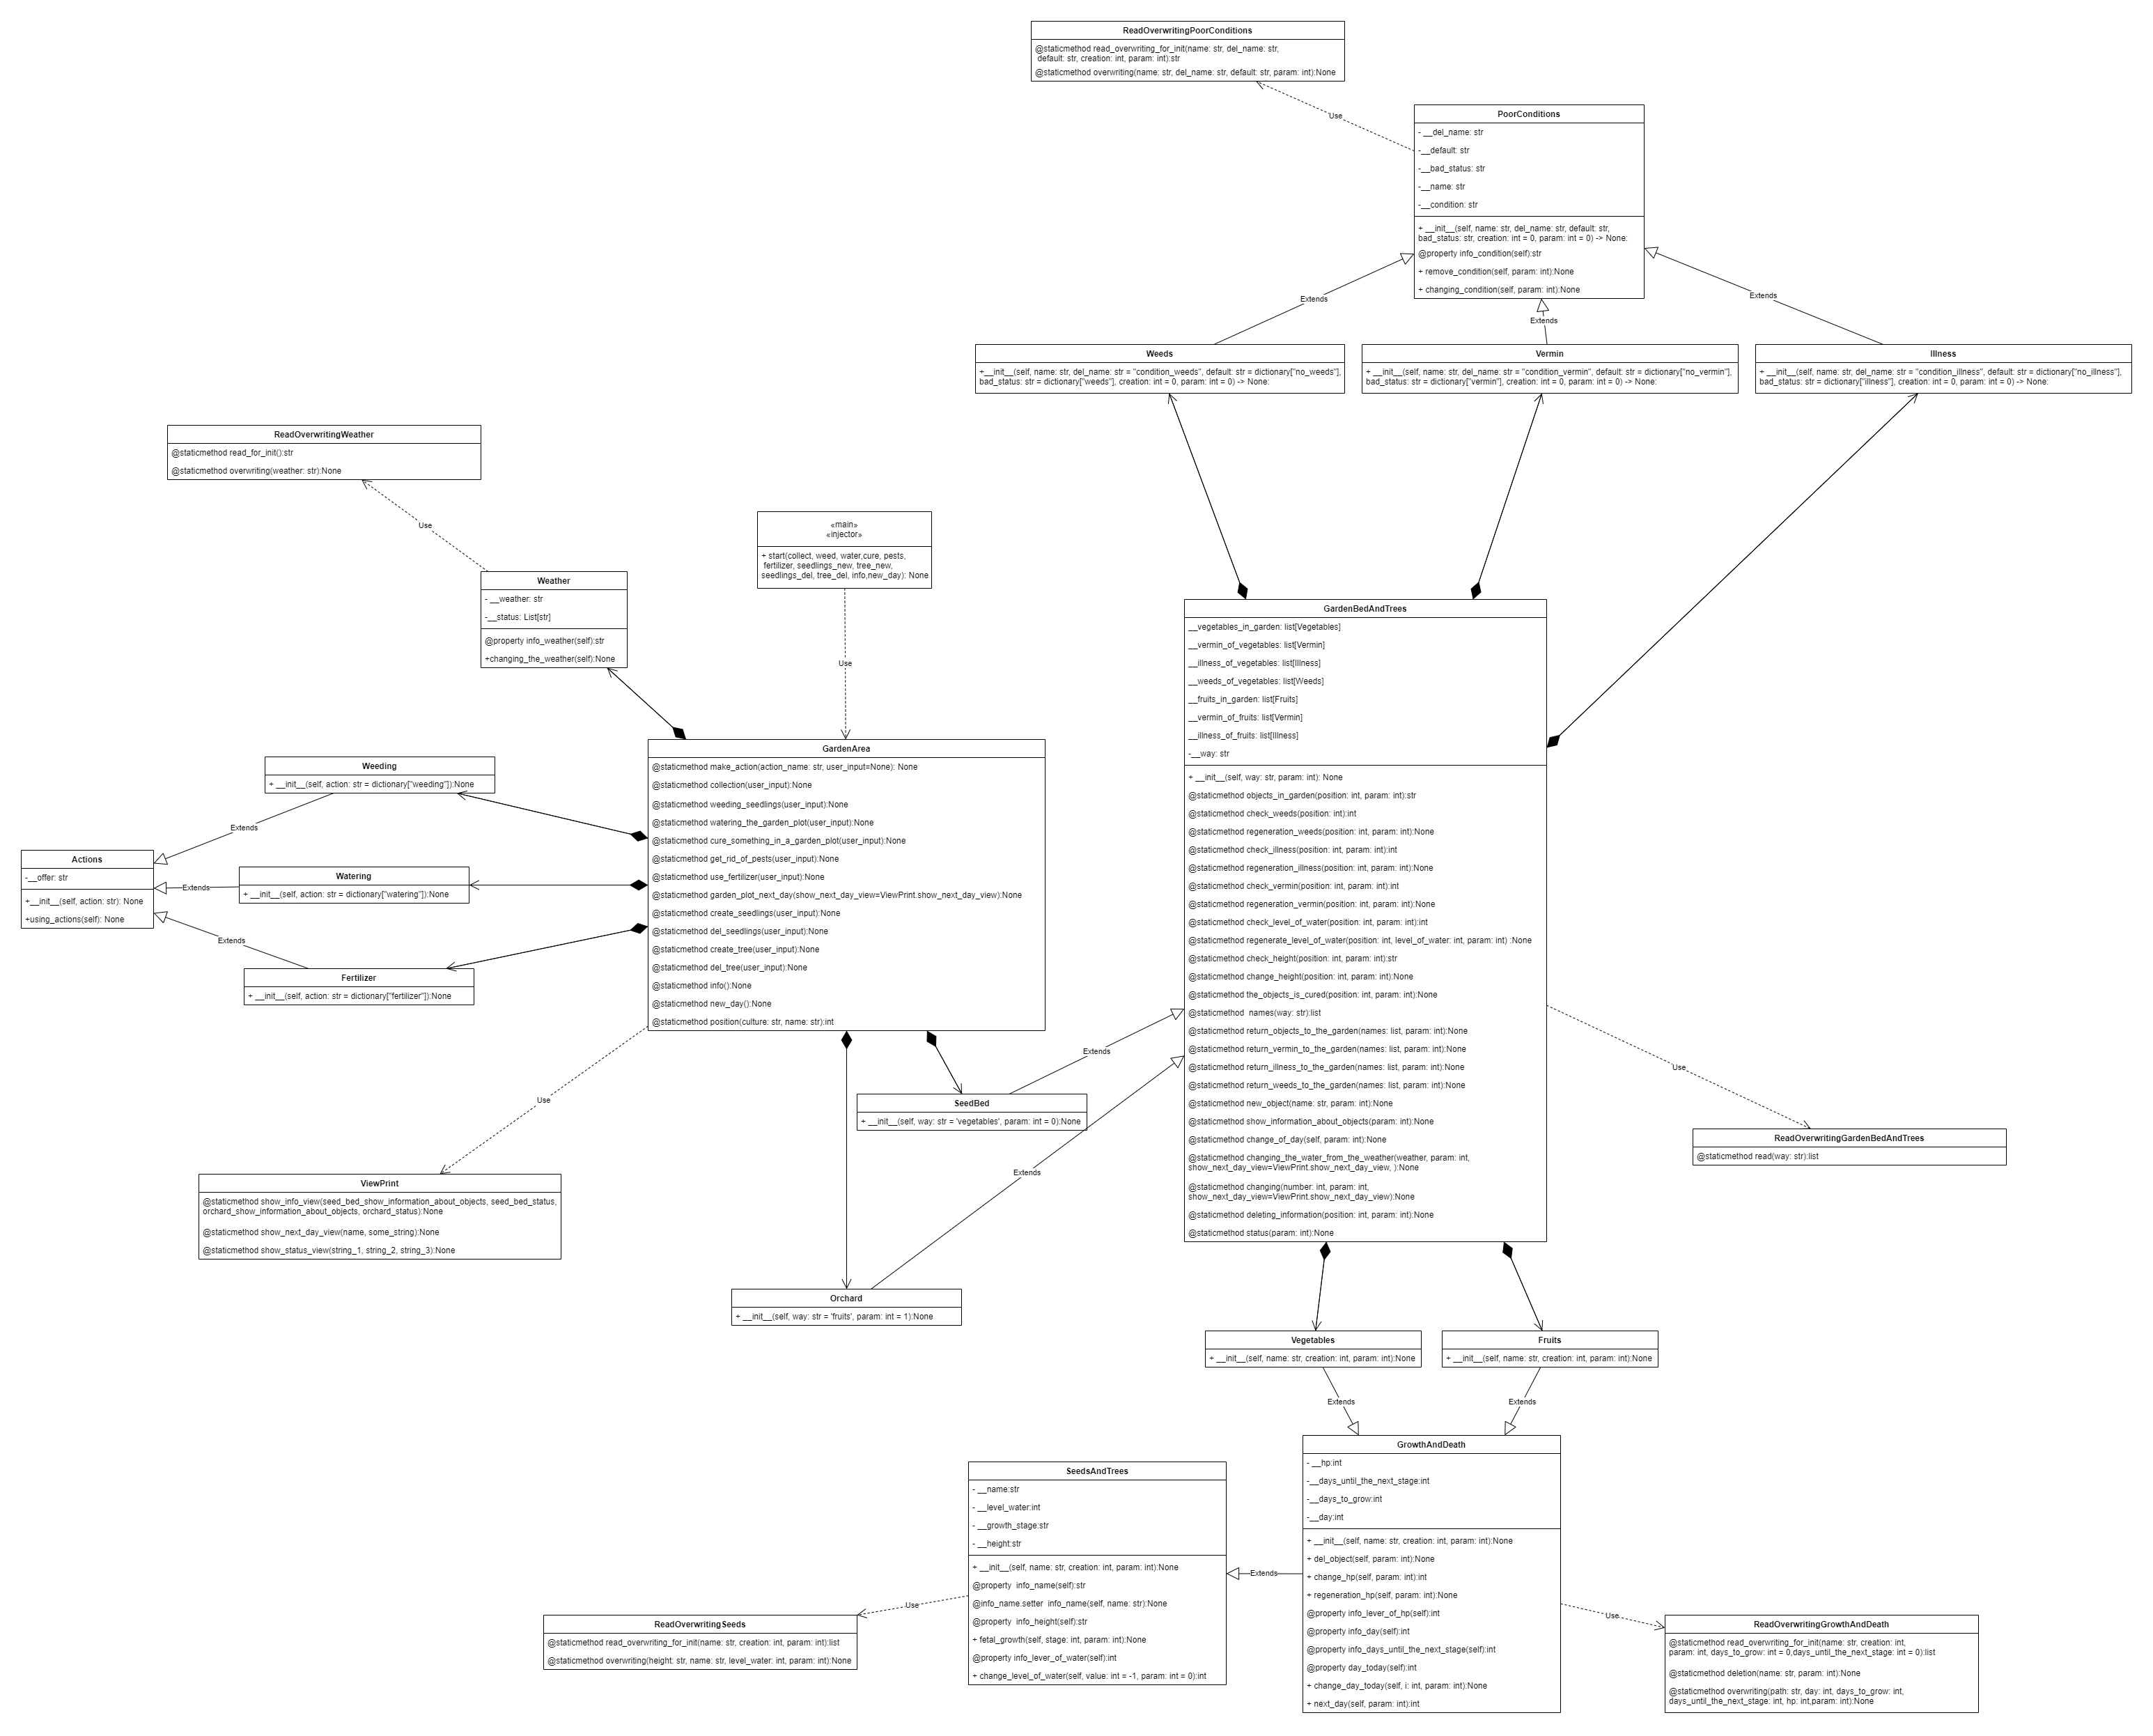 ReadOverwritingPoorConditions
@staticmethod read_overwriting_for_init(name: str, del_name: str,
default: str, creation: int, param: int):str
@staticmethod overwriting(name: str, del_name: str, default: str, param: int):None
Use
PoorConditions
- __del_name: str
-__default: str
-__bad_status: str
-__name: str
-__condition: str
+ __init__(self, name: str, del_name: str, default: str,
bad_status: str, creation: int = 0, param: int = 0) -> None:
@property info_condition(self):str
+ remove_condition(self, param: int):None
+ changing_condition(self, param: int):None
Extends
Extends
Extends
Weeds
+__init__(self, name: str, del_name: str = "condition_weeds", default: str = dictionary["no_weeds"],
bad_status: str = dictionary["weeds"], creation: int = 0, param: int = 0) -> None:
Vermin
+ __init__(self, name: str, del_name: str = "condition_vermin", default: str = dictionary["no_vermin"],
bad_status: str = dictionary["vermin"], creation: int = 0, param: int = 0) -> None:
Illness
+ __init__(self, name: str, del_name: str = "condition_illness", default: str = dictionary["no_illness"],
bad_status: str = dictionary["illness"], creation: int = 0, param: int = 0) -> None:
ReadOverwritingWeather
@staticmethod read_for_init():str
@staticmethod overwriting(weather: str):None
Use
«main»
«injector»
+ start(collect, weed, water,cure, pests,
fertilizer, seedlings_new, tree_new,
seedlings_del, tree_del, info,new_day): None
Use
Weather
- __weather: str
-__status: List[str]
@property info_weather(self):str
+changing_the_weather(self):None
GardenArea
@staticmethod make_action(action_name: str, user_input=None): None
@staticmethod collection(user_input):None
@staticmethod weeding_seedlings(user_input):None
@staticmethod watering_the_garden_plot(user_input):None
@staticmethod cure_something_in_a_garden_plot(user_input):None
@staticmethod get_rid_of_pests(user_input):None
@staticmethod use_fertilizer(user_input):None
@staticmethod garden_plot_next_day(show_next_day_view=ViewPrint.show_next_day_view):None
@staticmethod create_seedlings(user_input):None
@staticmethod del_seedlings(user_input):None
@staticmethod create_tree(user_input):None
@staticmethod del_tree(user_input):None
@staticmethod info():None
@staticmethod new_day():None
@staticmethod position(culture: str, name: str):int
Weeding
+ __init__(self, action: str = dictionary["weeding"]):None
Extends
Actions
-__offer: str
+__init__(self, action: str): None
+using_actions(self): None
Extends
Watering
+ __init__(self, action: str = dictionary["watering"]):None
Extends
Fertilizer
+ __init__(self, action: str = dictionary["fertilizer"]):None
Use
ViewPrint
@staticmethod show_info_view(seed_bed_show_information_about_objects, seed_bed_status,
orchard_show_information_about_objects, orchard_status):None
@staticmethod show_next_day_view(name, some_string):None
@staticmethod show_status_view(string_1, string_2, string_3):None
SeedBed
+ __init__(self, way: str = 'vegetables', param: int = 0):None
Extends
Extends
Orchard
+ __init__(self, way: str = 'fruits', param: int = 1):None
GardenBedAndTrees
__vegetables_in_garden: list[Vegetables]
__vermin_of_vegetables: list[Vermin]
__illness_of_vegetables: list[Illness]
__weeds_of_vegetables: list[Weeds]
__fruits_in_garden: list[Fruits]
__vermin_of_fruits: list[Vermin]
__illness_of_fruits: list[Illness]
-__way: str
+ __init__(self, way: str, param: int): None
@staticmethod objects_in_garden(position: int, param: int):str
@staticmethod check_weeds(position: int):int
@staticmethod regeneration_weeds(position: int, param: int):None
@staticmethod check_illness(position: int, param: int):int
@staticmethod regeneration_illness(position: int, param: int):None
@staticmethod check_vermin(position: int, param: int):int
@staticmethod regeneration_vermin(position: int, param: int):None
@staticmethod check_level_of_water(position: int, param: int):int
@staticmethod regenerate_level_of_water(position: int, level_of_water: int, param: int) :None
@staticmethod check_height(position: int, param: int):str
@staticmethod change_height(position: int, param: int):None
@staticmethod the_objects_is_cured(position: int, param: int):None
@staticmethod  names(way: str):list
@staticmethod return_objects_to_the_garden(names: list, param: int):None
@staticmethod return_vermin_to_the_garden(names: list, param: int):None
@staticmethod return_illness_to_the_garden(names: list, param: int):None
@staticmethod return_weeds_to_the_garden(names: list, param: int):None
@staticmethod new_object(name: str, param: int):None
@staticmethod show_information_about_objects(param: int):None
@staticmethod change_of_day(self, param: int):None
@staticmethod changing_the_water_from_the_weather(weather, param: int,
show_next_day_view=ViewPrint.show_next_day_view, ):None
@staticmethod changing(number: int, param: int,
show_next_day_view=ViewPrint.show_next_day_view):None
@staticmethod deleting_information(position: int, param: int):None
@staticmethod status(param: int):None
Use
ReadOverwritingGardenBedAndTrees
@staticmethod read(way: str):list
Vegetables
+ __init__(self, name: str, creation: int, param: int):None
Fruits
+ __init__(self, name: str, creation: int, param: int):None
Extends
Extends
GrowthAndDeath
- __hp:int
-__days_until_the_next_stage:int
-__days_to_grow:int
-__day:int
+ __init__(self, name: str, creation: int, param: int):None
+ del_object(self, param: int):None
+ change_hp(self, param: int):int
+ regeneration_hp(self, param: int):None
@property info_lever_of_hp(self):int
@property info_day(self):int
@property info_days_until_the_next_stage(self):int
@property day_today(self):int
+ change_day_today(self, i: int, param: int):None
+ next_day(self, param: int):int
Extends
SeedsAndTrees
- __name:str
- __level_water:int
- __growth_stage:str
- __height:str
+ __init__(self, name: str, creation: int, param: int):None
@property  info_name(self):str
@info_name.setter  info_name(self, name: str):None
@property  info_height(self):str
+ fetal_growth(self, stage: int, param: int):None
@property info_lever_of_water(self):int
+ change_level_of_water(self, value: int = -1, param: int = 0):int
Use
ReadOverwritingSeeds
@staticmethod read_overwriting_for_init(name: str, creation: int, param: int):list
@staticmethod overwriting(height: str, name: str, level_water: int, param: int):None
Use
ReadOverwritingGrowthAndDeath
@staticmethod read_overwriting_for_init(name: str, creation: int,
param: int, days_to_grow: int = 0,days_until_the_next_stage: int = 0):list
@staticmethod deletion(name: str, param: int):None
@staticmethod overwriting(path: str, day: int, days_to_grow: int,
days_until_the_next_stage: int, hp: int,param: int):None